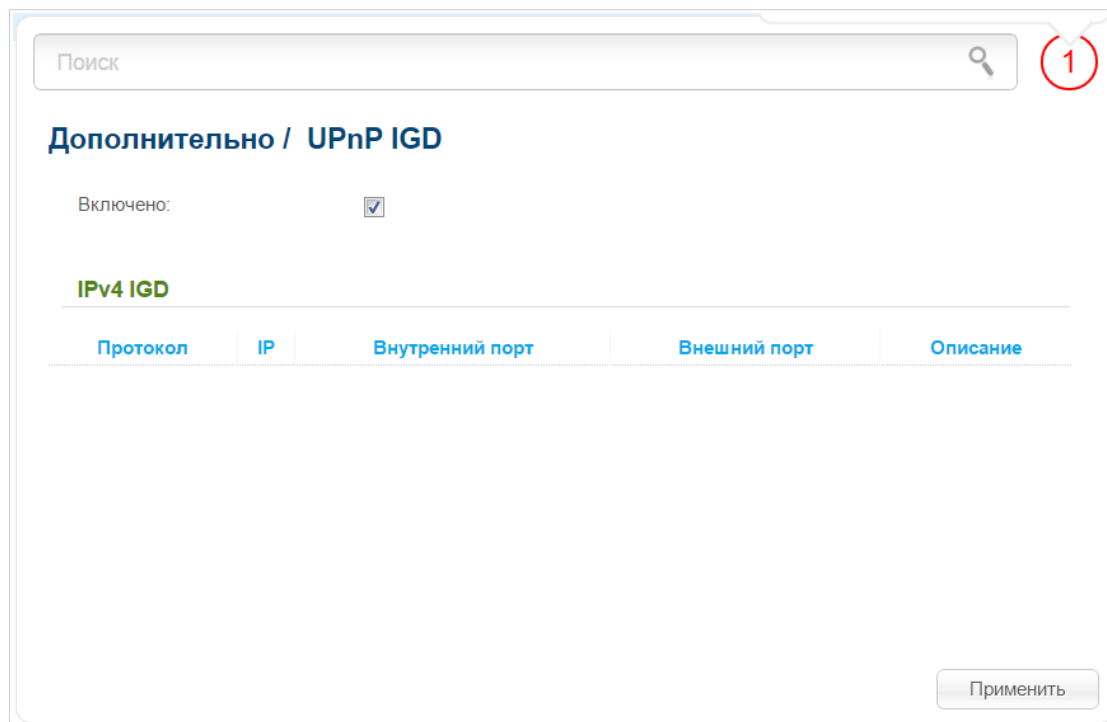 Поиск
1
Дополнительно / UPnP IGD
Включено:
IPv4 IGD
Протокол IP Внутренний порт Внешний порт Описание
Применить